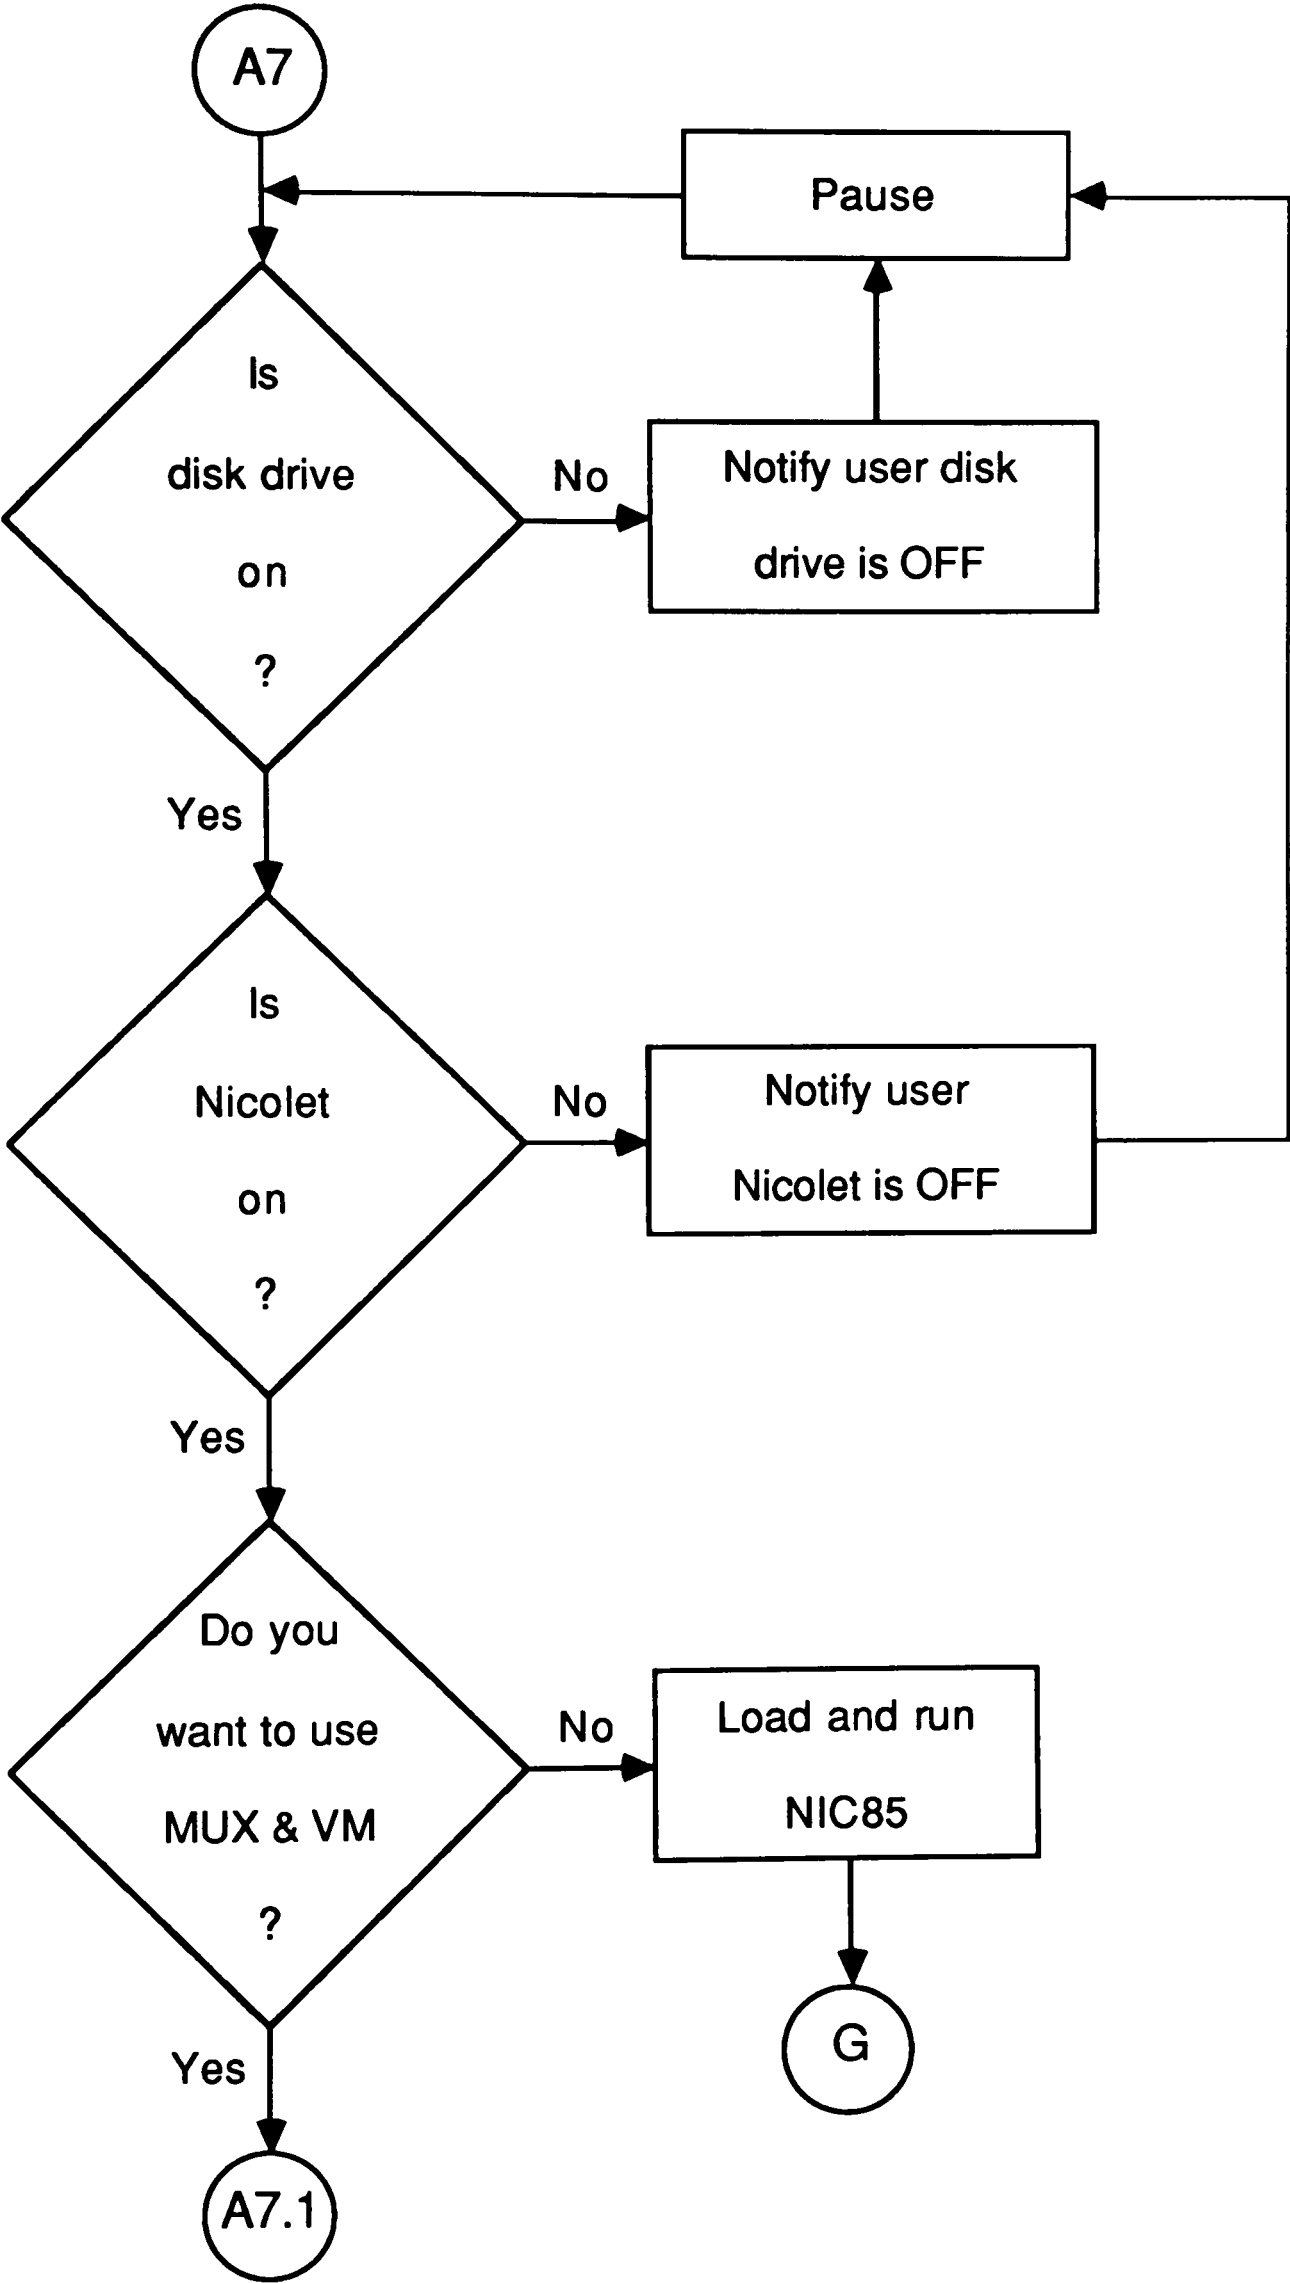 A7
Pause
Is
disk drive
on
?
No
Notify user disk
drive is OFF
Yes
Is
Nicolet
on
?
No
Notify user
Nicolet is OFF
Yes
Do you
want to use
MUX & VM
?
No
Load and run
NIC85
G
Yes
A7.1